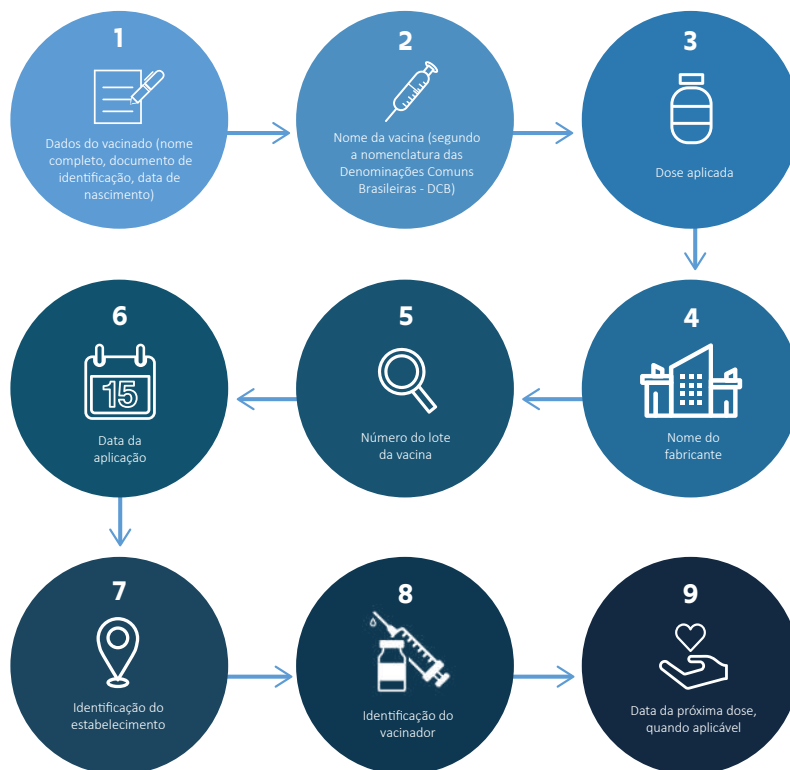 1
Dados do vacinado (nome
completo, documento de
identificação, data de
nascimento)
2
Nome da vacina (segundo
a nomenclatura das
Denominações Comuns
Brasileiras - DCB)
3
Dose aplicada
4
Nome do
fabricante
5
Número do lote
da vacina
6
15
Data da
aplicação
7
Identificação do
estabelecimento
8
Identificação do
vacinador
9
Data da próxima dose,
quando aplicável